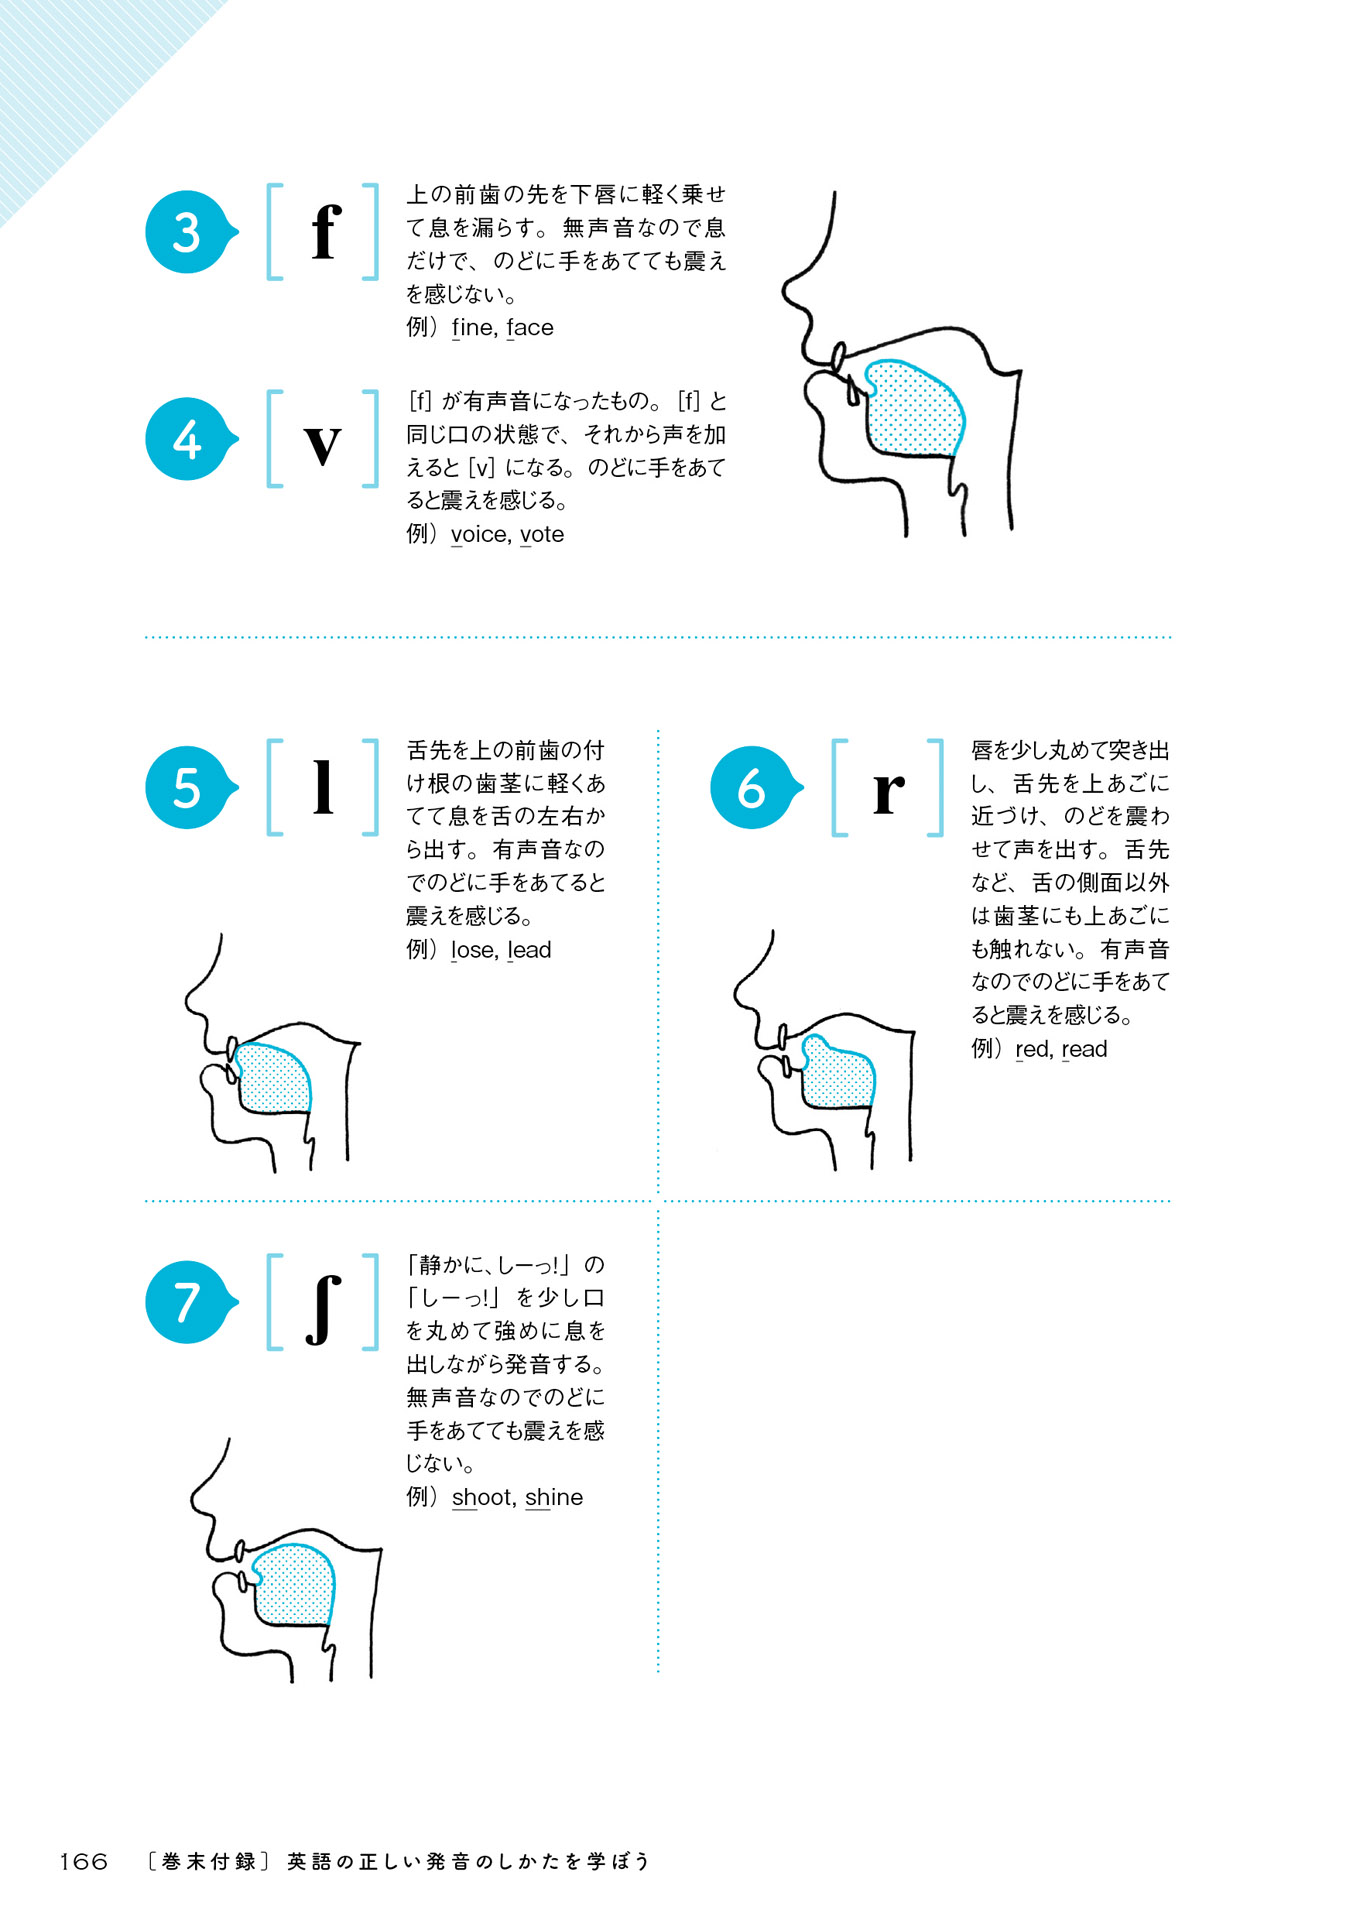 3
[ f ]
上の前歯の先を下唇に軽く乗せ
て息を漏らす。無声音なので息
だけで、のどに手をあてても震え
を感じない。
例）fine, face
4
[ v ]
［f］が有声音になったもの。［f］と
同じ口の状態で、それから声を加
えると［v］になる。のどに手をあて
ると震えを感じる。
例）voice, vote
5
[ l ]
舌先を上の前歯の付
け根の歯茎に軽くあ
てて息を舌の左右か
ら出す。有声音なの
でのどに手をあてると
震えを感じる。
例）lose, lead
6
[ r ]
唇を少し丸めて突き出
し、舌先を上あごに
近づけ、のどを震わ
せて声を出す。舌先
など、舌の側面以外
は歯茎にも上あごに
も触れない。有声音
なのでのどに手をあて
ると震えを感じる。
例）red, read
7
[ ʃ ]
「静かに、しーっ!」の
「しーっ!」を少し口
を丸めて強めに息を
出しながら発音する。
無声音なのでのどに
手をあてても震えを感
じない。
例）shoot, shine
166 ［巻末付録］英語の正しい発音のしかたを学ぼう